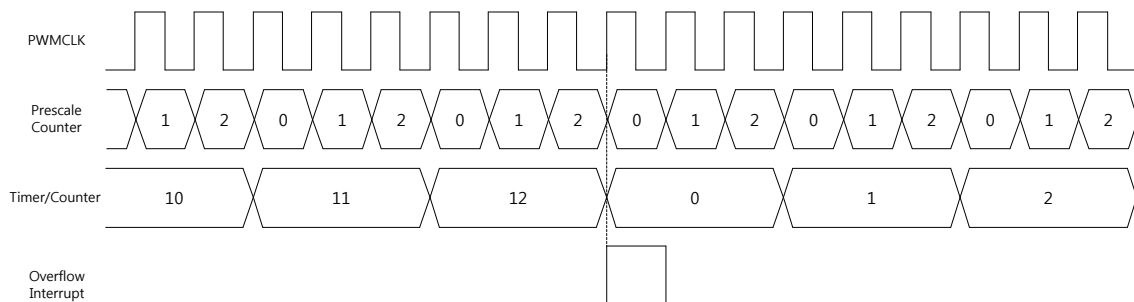 PWMCLK
Prescale
Counter
1 2 0 1 2 0 1 2 0 1 2 0 1 2 0 1 2
Timer/Counter
10 11 12 0 1 2
Overflow
Interrupt